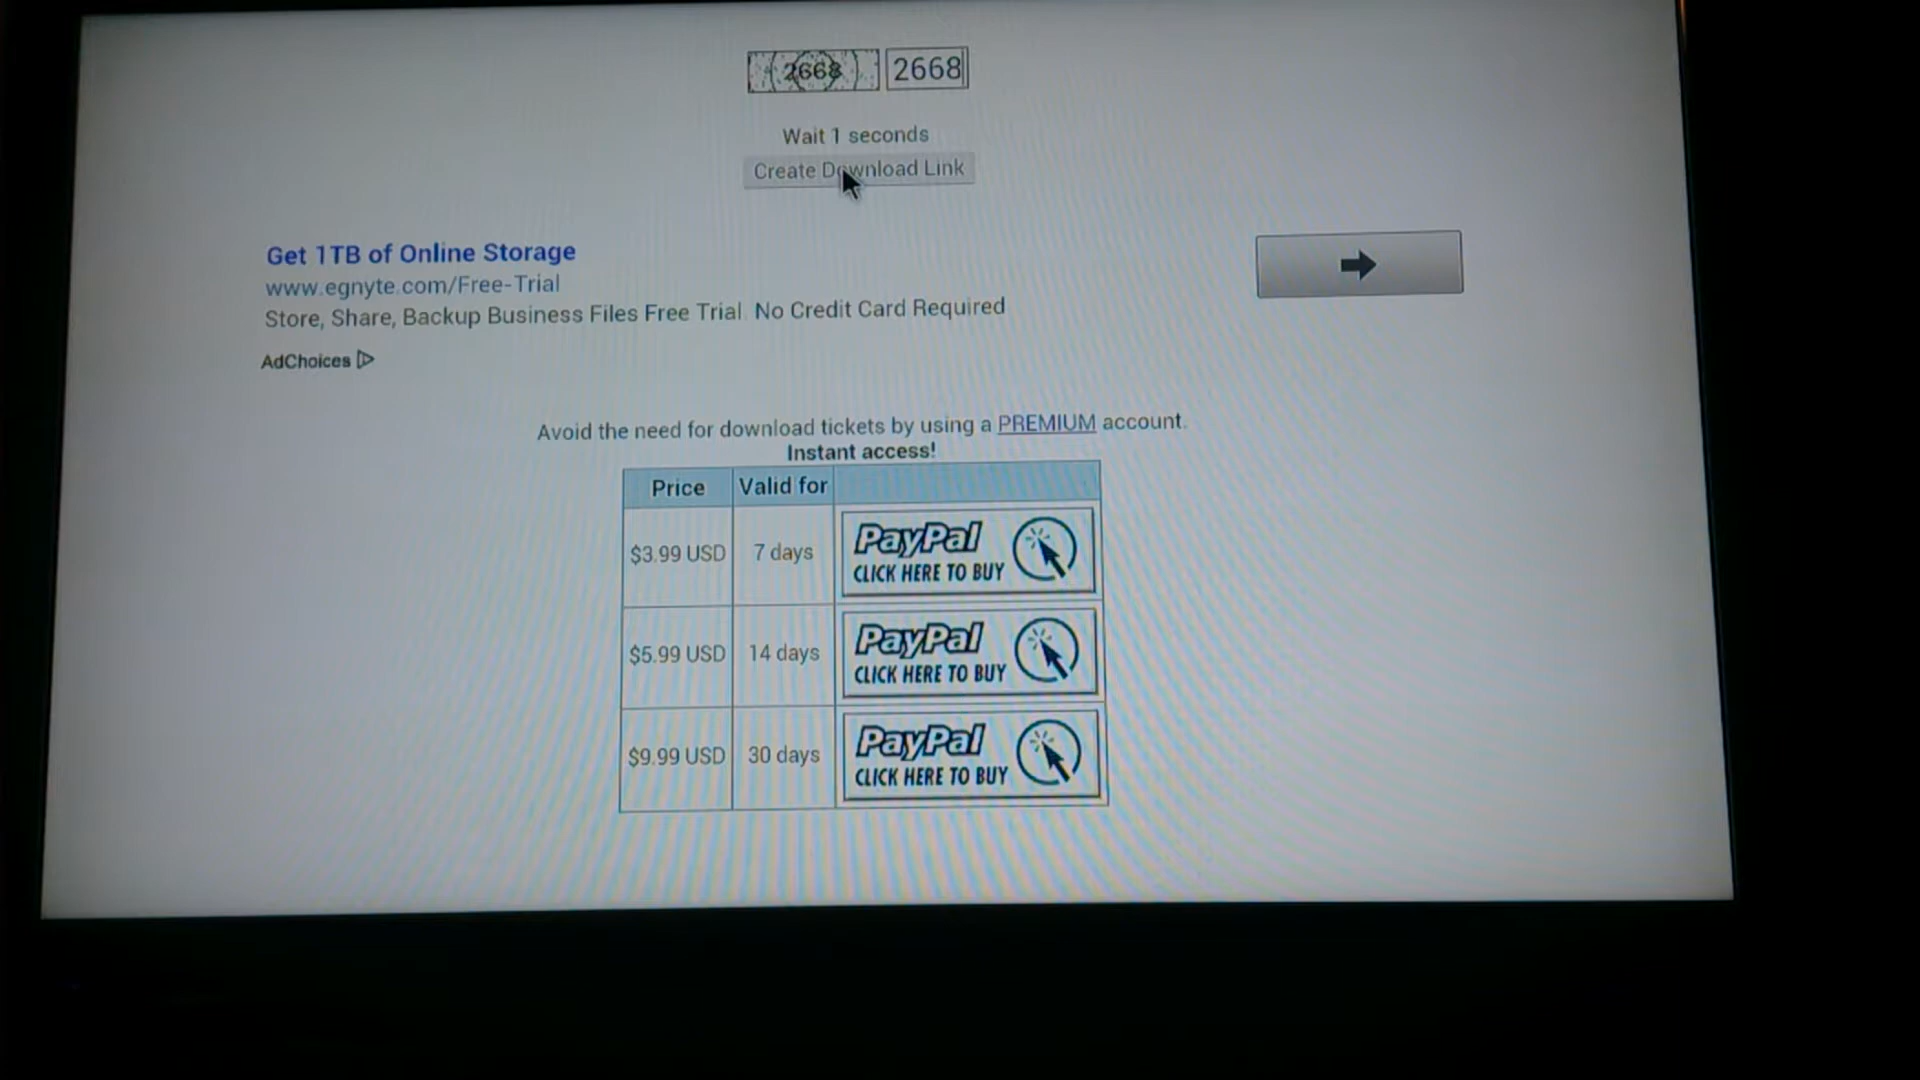 2668 2668
Wait 1 seconds
Create Download Link
Get 1TB of Online Storage
www.egnyte.com/Free-Trial
Store, Share, Backup Business Files Free Trial. No Credit Card Required
AdChoices
Avoid the need for download tickets by using a PREMIUM account.
Instant access!
Price Valid for
$3.99 USD 7 days PayPal
CLICK HERE TO BUY
$5.99 USD 14 days PayPal
CLICK HERE TO BUY
$9.99 USD 30 days PayPal
CLICK HERE TO BUY